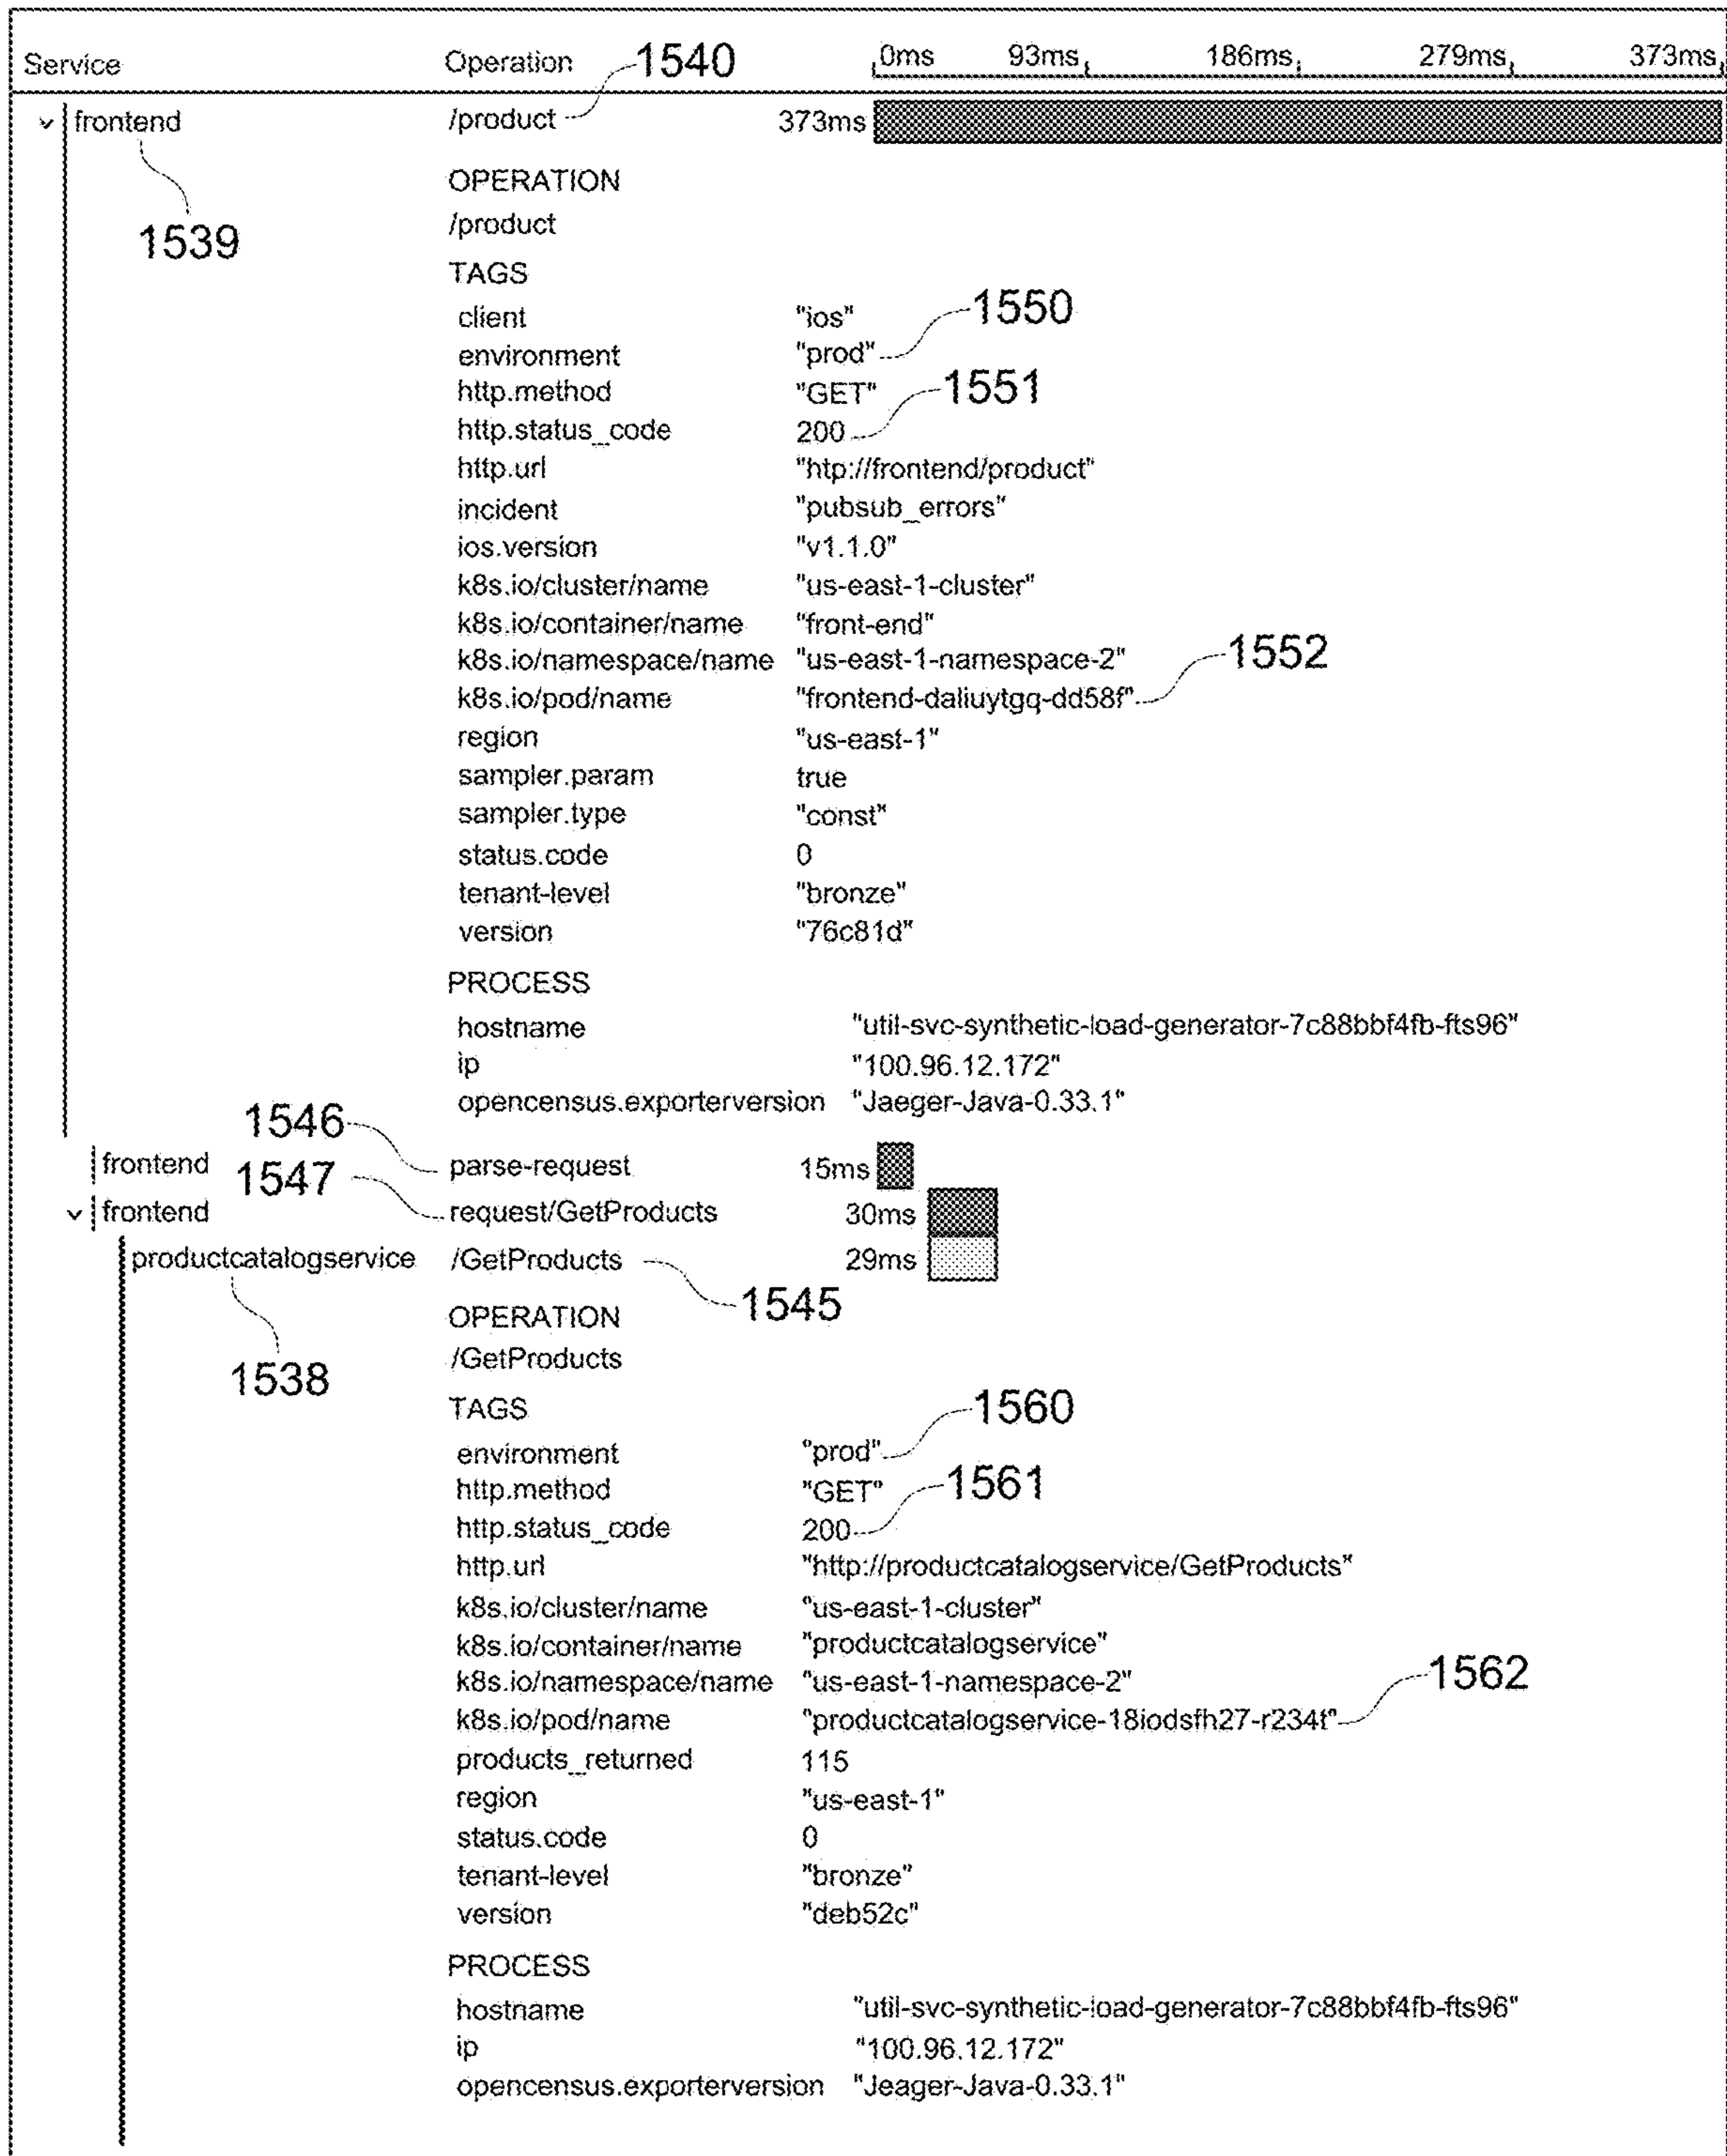 Service Operation 1540 0ms 93ms 186ms 279ms 373ms
frontend /product 373ms
OPERATION
/product
1539
TAGS
client "ios" 1550
environment "prod"
http.method "GET" 1551
http.status_code 200
http.url "htp://frontend/product"
incident "pubsub_errors"
ios.version "v1.1.0"
k8s.io/cluster/name "us-east-1-cluster"
k8s.io/container/name "front-end"
k8s.io/namespace/name "us-east-1-namespace-2" 1552
k8s.io/pod/name "frontend-daliuytgq-dd58f"
region "us-east-1"
sampler.param true
sampler.type "const"
status.code 0
tenant-level "bronze"
version "76c81d"
PROCESS
hostname "util-svc-synthetic-load-generator-7c88bbf4fb-fts96"
ip "100.96.12.172"
opencensus.exporterversion "Jaeger-Java-0.33.1"
1546
frontend 1547 parse-request 15ms
frontend request/GetProducts 30ms
productcatalogservice /GetProducts 29ms
1545
OPERATION
/GetProducts
1538
TAGS 1560
environment "prod"
http.method "GET" 1561
http.status_code 200
http.url "http://productcatalogservice/GetProducts"
k8s.io/cluster/name "us-east-1-cluster"
k8s.io/container/name "productcatalogservice"
k8s.io/namespace/name "us-east-1-namespace-2" 1562
k8s.io/pod/name "productcatalogservice-18iodsfh27-r234t"
products_returned 115
region "us-east-1"
status.code 0
tenant-level "bronze"
version "deb52c"
PROCESS
hostname "util-svc-synthetic-load-generator-7c88bbf4fb-fts96"
ip "100.96.12.172"
opencensus.exporterversion "Jeager-Java-0.33.1"